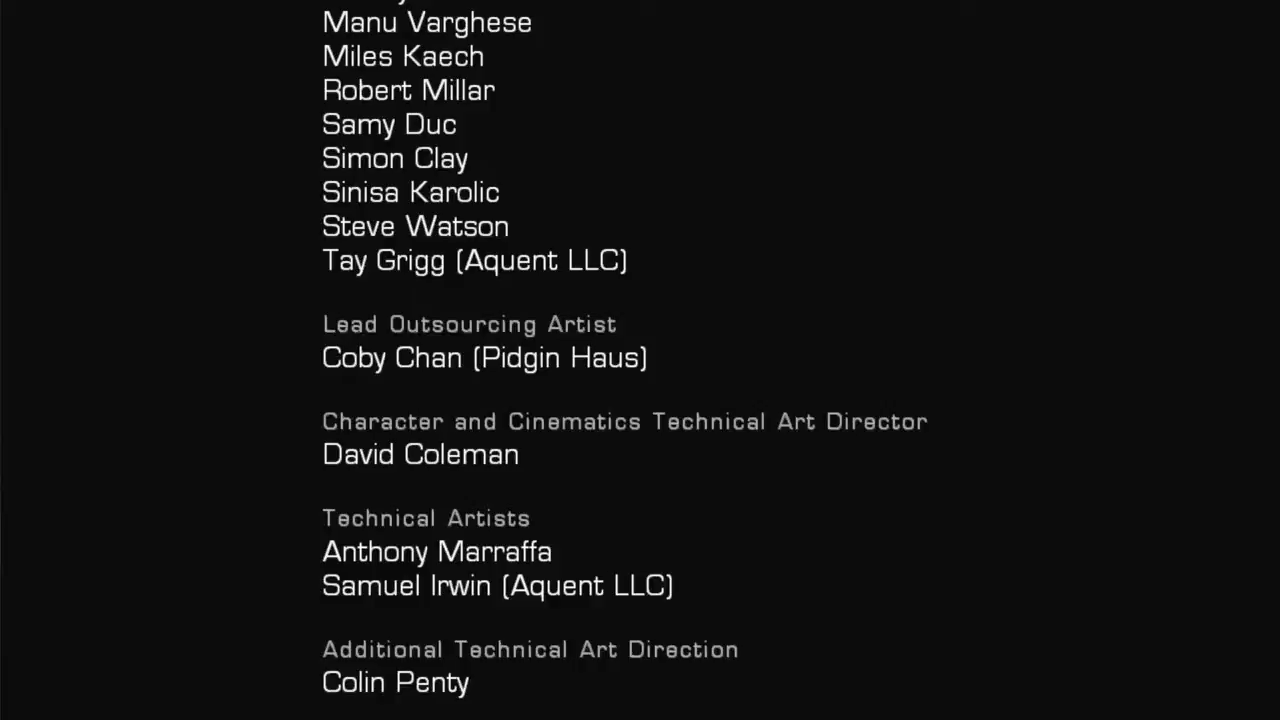 Manu Varghese
Miles Kaech
Robert Millar
Samy Duc
Simon Clay
Sinisa Karolic
Steve Watson
Tay Grigg (Aquent LLC)
Lead Outsourcing Artist
Coby Chan (Pidgin Haus)
Character and Cinematics Technical Art Director
David Coleman
Technical Artists
Anthony Marraffa
Samuel Irwin (Aquent LLC)
Additional Technical Art Direction
Colin Penty